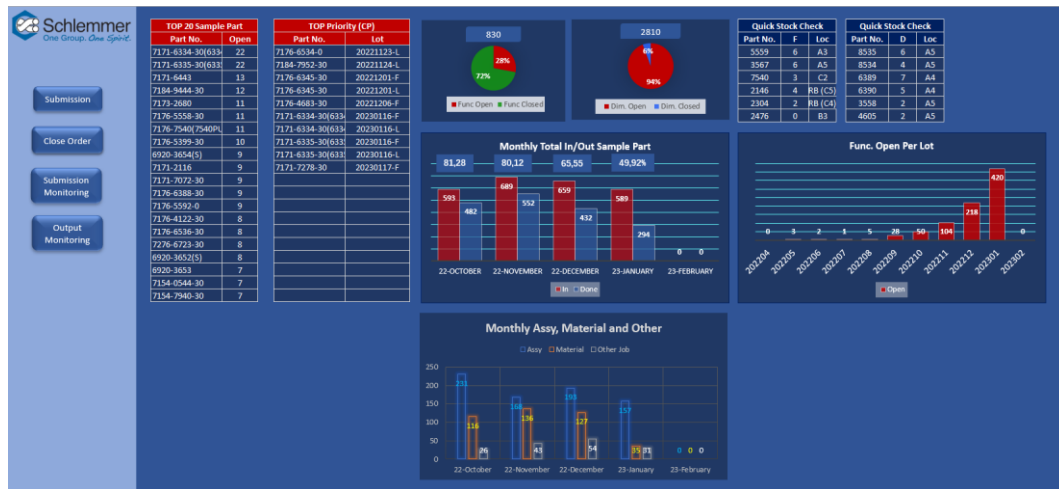 Schlemmer
One Group. One Spirit.
Submission
Close Order
Submission
Monitoring
Output
Monitoring
TOP 20 Sample Part
Part No. Open
7171-6334-30(6334 22
7171-6335-30(633 22
7171-6443 13
7184-9444-30 12
7173-2680 11
7176-5558-30 11
7176-7540(7540PL 11
7176-5399-30 10
6920-3654(S) 9
7171-2116 9
7171-7072-30 9
7176-6388-30 9
7176-5592-0 9
7176-4122-30 8
7176-6536-30 8
7276-6723-30 8
6920-3652(S) 8
6920-3653 7
7154-0544-30 7
7154-7940-30 7
TOP Priority (CP)
Part No. Lot
7176-6534-0 20221123-L
7184-7952-30 20221124-L
7176-6345-30 20221201-F
7176-6345-30 20221201-L
7176-4683-30 20221206-F
7171-6334-30(6334 20230116-F
7171-6334-30(6334 20230116-L
7171-6335-30(633 20230116-F
7171-6335-30(633 20230116-L
7171-7278-30 20230117-F
830
28%
72%
Func Open Func Closed
2810
6%
94%
Dim. Open Dim. Closed
Quick Stock Check
Part No. F Loc
5559 6 A3
3567 6 A5
7540 3 C2
2146 4 RB (C5)
2304 2 RB (C4)
2476 0 B3
Quick Stock Check
Part No. D Loc
8535 6 A5
8534 4 A5
6389 7 A4
6390 5 A4
3558 2 A5
4605 2 A5
Monthly Total In/Out Sample Part
81,28 80,12 65,55 49,92%
593 482 689 552 659 432 589 294 0 0
22-OCTOBER 22-NOVEMBER 22-DECEMBER 23-JANUARY 23-FEBRUARY
In Done
Func. Open Per Lot
0 3 2 1 5 28 50 104 218 420 0
202204 202205 202206 202207 202208 202209 202210 202211 202212 202301 202302
Open
Monthly Assy, Material and Other
Assy Material Other Job
250
200
150
100
50
0
231 116 26 168 136 43 193 127 54 157 35 31 0 0 0
22-October 22-November 22-December 23-January 23-February